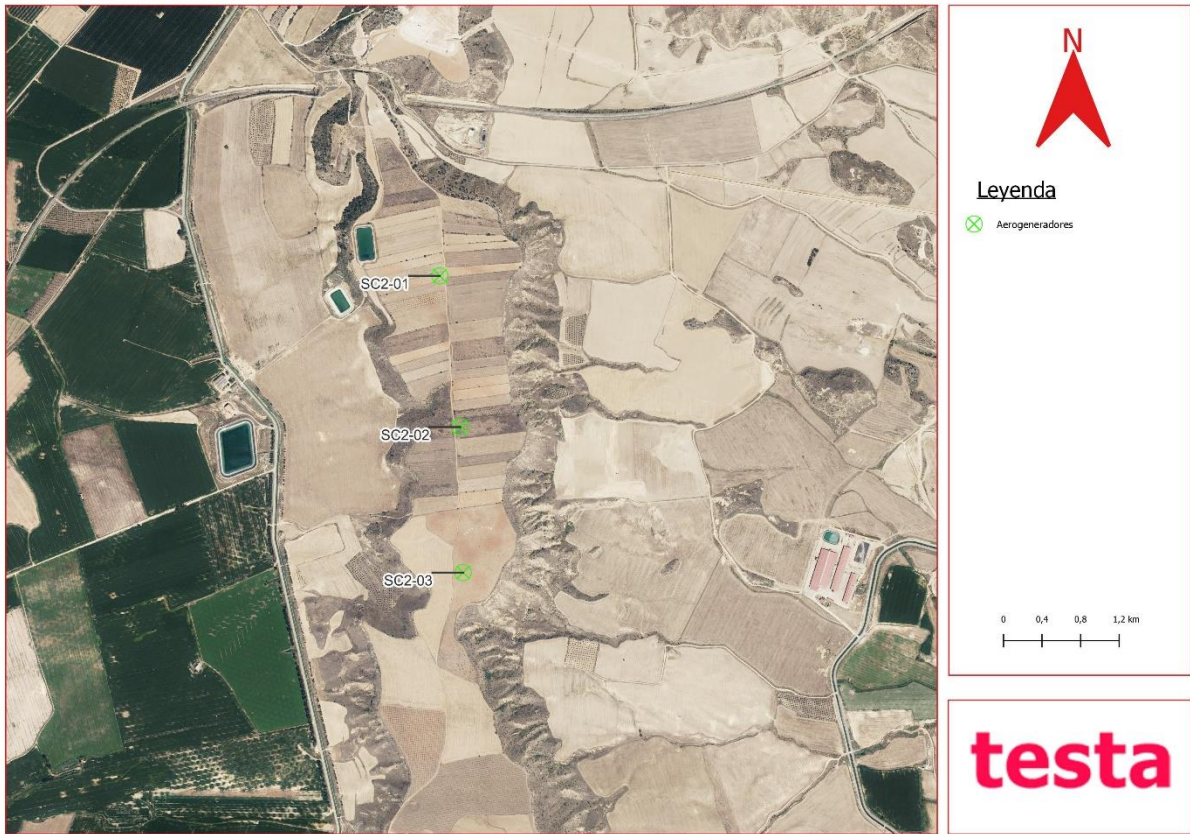 SC2-01
SC2-02
SC2-03
N
Leyenda
Aerogeneradores
0 0,4 0,8 1,2 km
testa